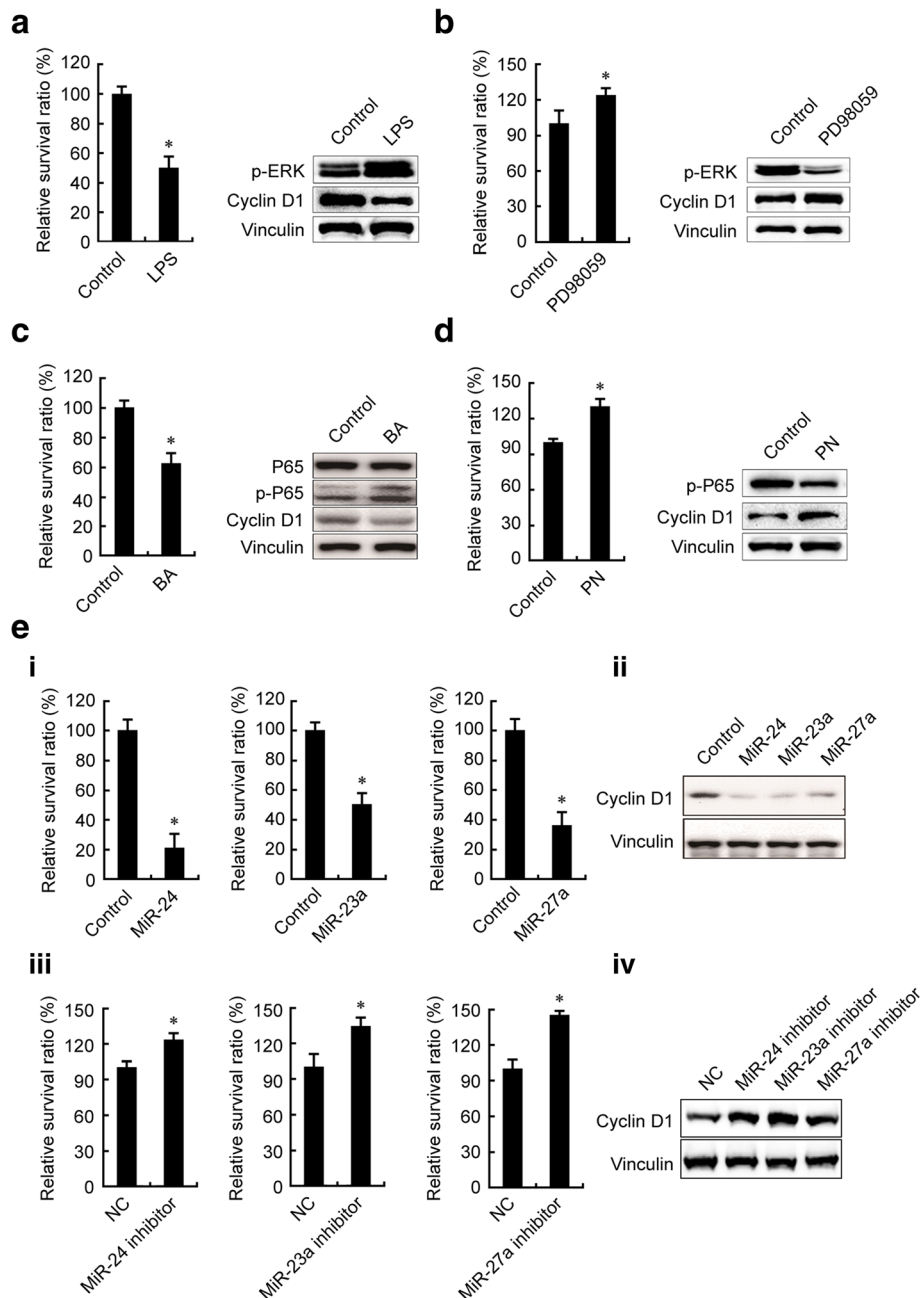 a
Relative survival ratio (%)
120
100
80
60
40
20
0
Control
LPS
Control
LPS
p-ERK
Cyclin D1
Vinculin
*
b
Relative survival ratio (%)
150
120
90
60
30
0
Control
PD98059
Control
PD98059
p-ERK
Cyclin D1
Vinculin
*
c
Relative survival ratio (%)
120
100
80
60
40
20
0
Control
BA
Control
BA
P65
p-P65
Cyclin D1
Vinculin
*
d
Relative survival ratio (%)
150
120
90
60
30
0
Control
PN
Control
PN
p-P65
Cyclin D1
Vinculin
*
e
i
Relative survival ratio (%)
120
100
80
60
40
20
0
Control
MiR-24
*
Relative survival ratio (%)
120
100
80
60
40
20
0
Control
MiR-23a
*
Relative survival ratio (%)
120
100
80
60
40
20
0
Control
MiR-27a
*
ii
Control
MiR-24
MiR-23a
MiR-27a
Cyclin D1
Vinculin
iii
Relative survival ratio (%)
150
120
90
60
30
0
NC
MiR-24 inhibitor
*
Relative survival ratio (%)
150
120
90
60
30
0
NC
MiR-23a inhibitor
*
Relative survival ratio (%)
150
120
90
60
30
0
NC
MiR-27a inhibitor
*
iv
NC
MiR-24 inhibitor
MiR-23a inhibitor
MiR-27a inhibitor
Cyclin D1
Vinculin